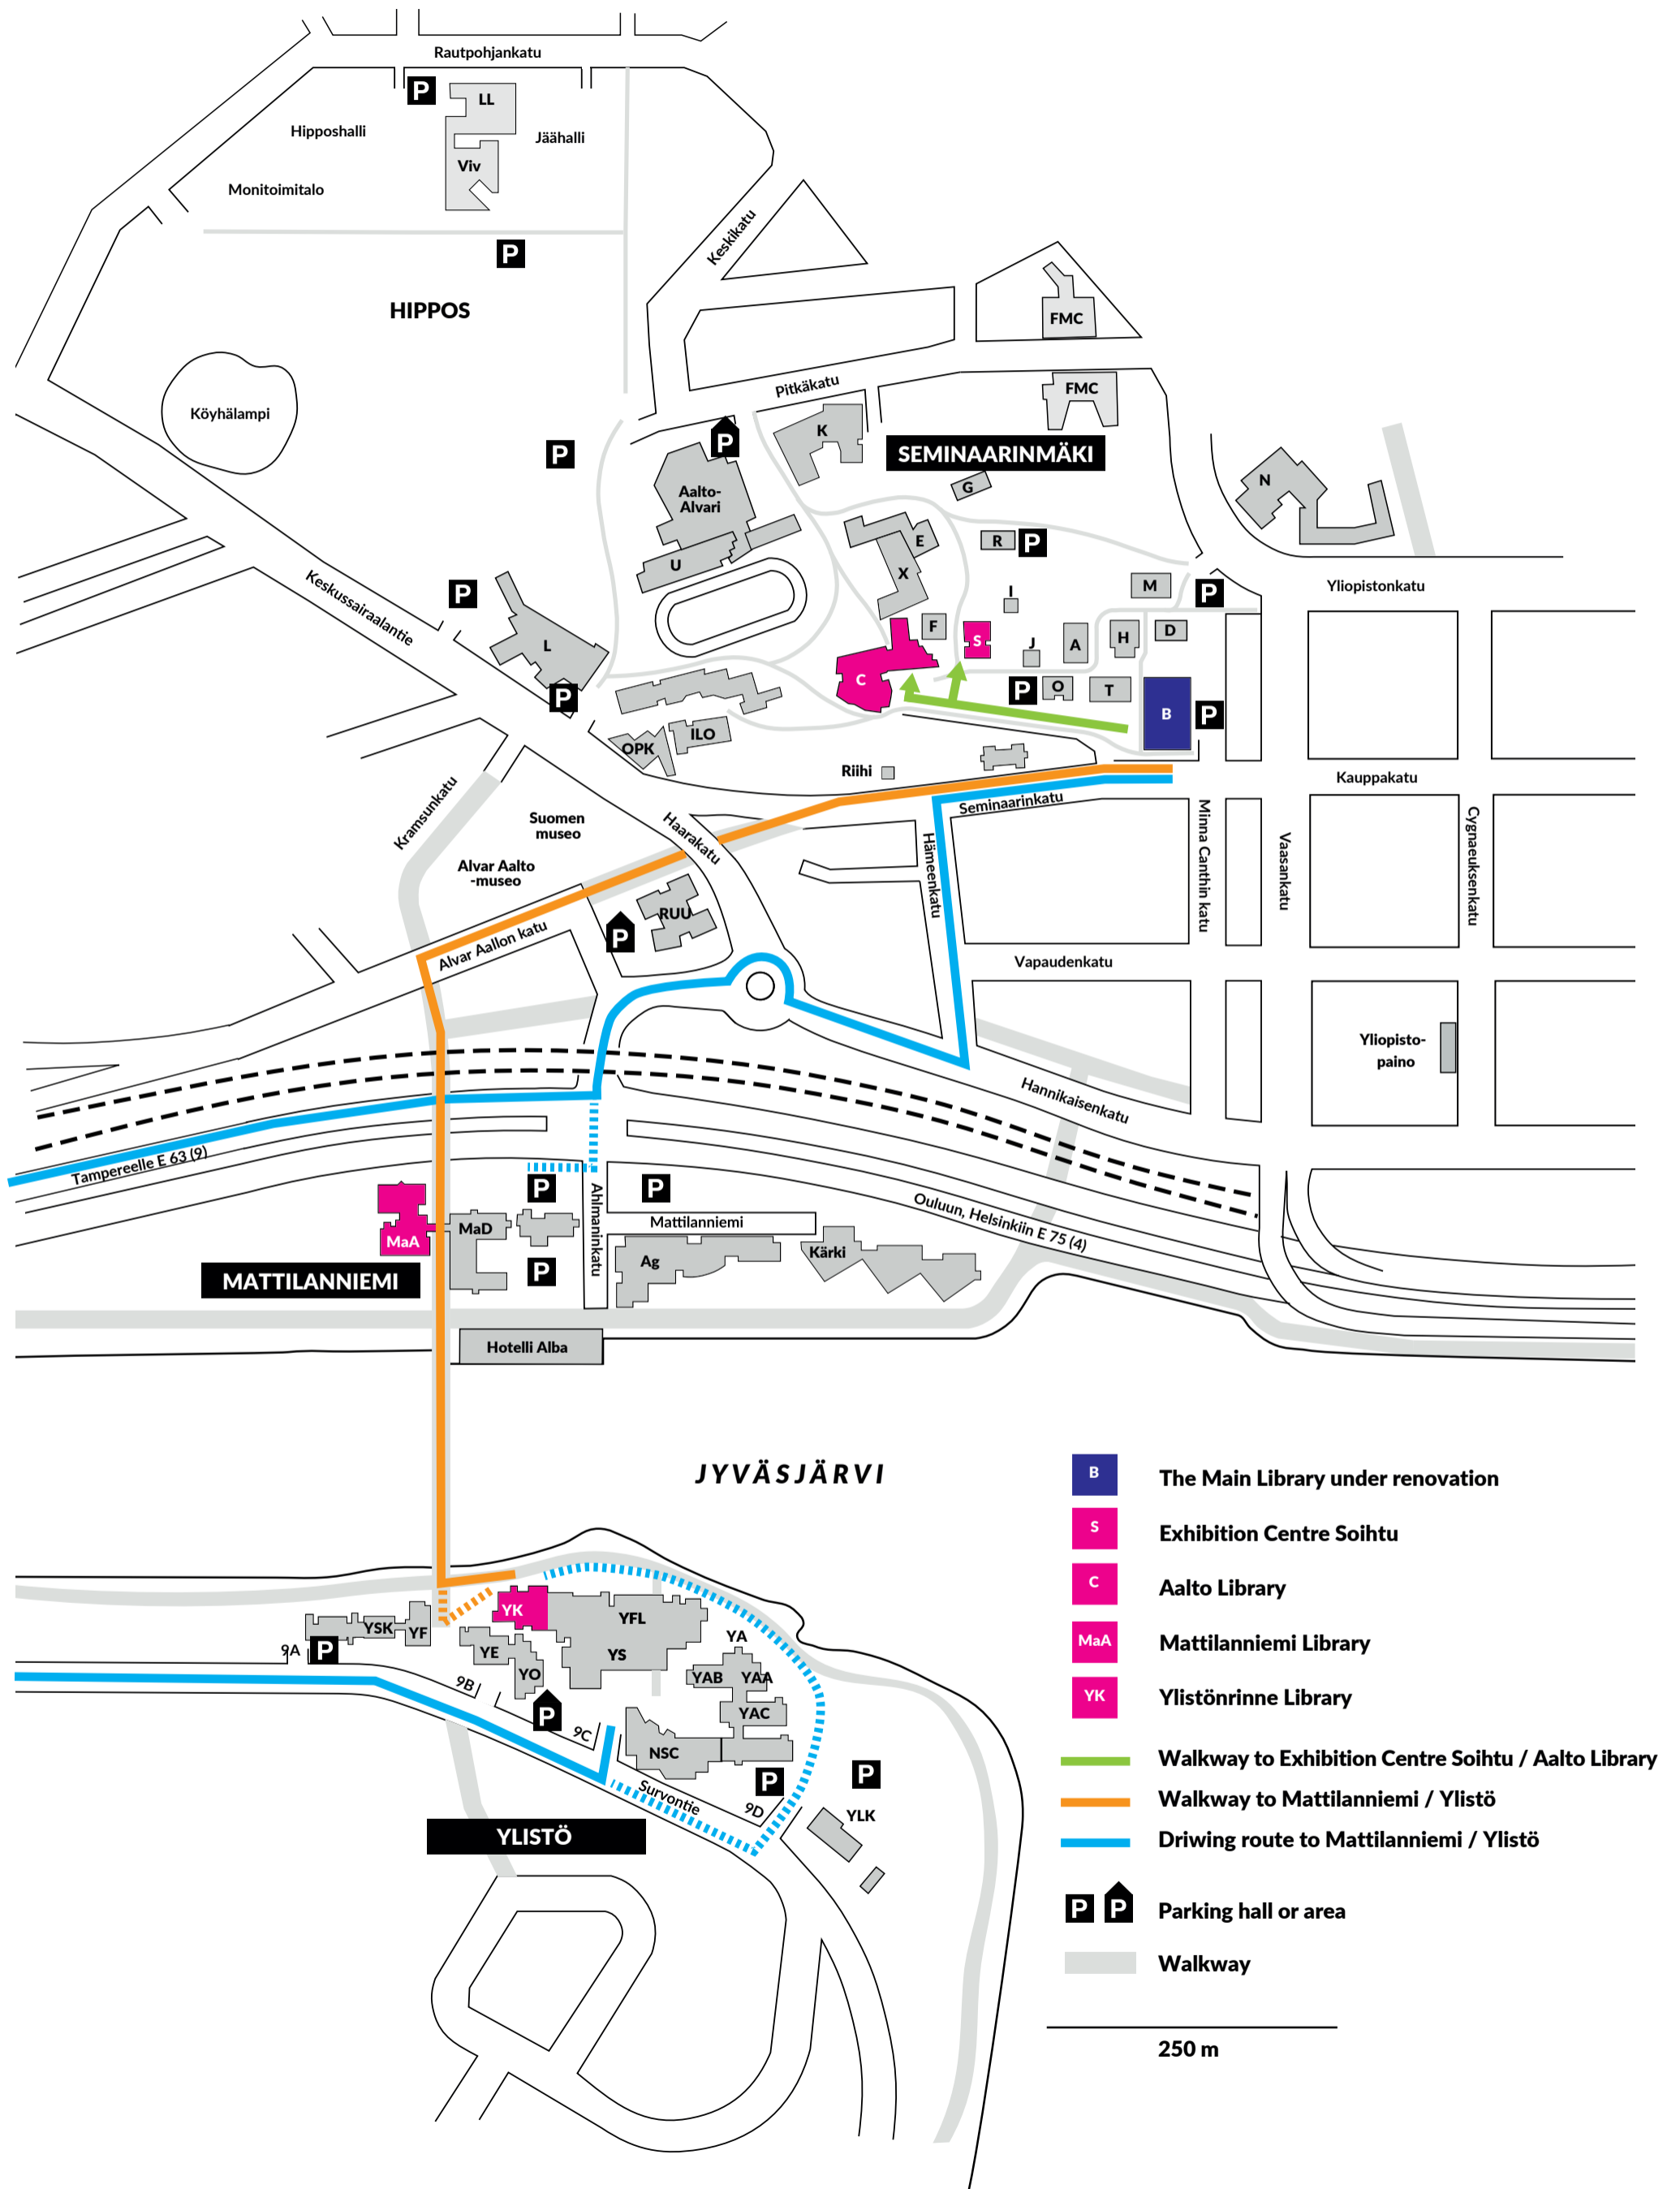 Rautpohjankatu
P
LL
Hipposhalli
Jäähalli
Viv
Monitoimitalo
Keskikatu
P
HIPPOS
FMC
Pitkäkatu
FMC
Köyhälampi
K
P
P
SEMINAARINMÄKI
N
G
Aalto-
Alvari
E
R
P
U
X
Keskussairaalantie
P
I
M
P
Yliopistonkatu
F
S
J
A
H
D
L
C
P
O
T
P
B
P
OPK
ILO
Riihi
Kauppakatu
Seminaarinkatu
Kramsunkatu
Suomen
museo
Haarakatu
Hämeenkatu
Minna Canthin katu
Vaasankatu
Cygnaeuksenkatu
Alvar Aalto
-museo
RUU
P
Alvar Aallon katu
Vapaudenkatu
Yliopisto-
paino
Hannikaisenkatu
Tampereelle E 63 (9)
P
P
Ahlmaninkatu
Mattilanniemi
Ouluun, Helsinkiin E 75 (4)
MaA
MaD
Ag
Kärki
P
MATTILANNIEMI
Hotelli Alba
JYVÄSJÄRVI
B
The Main Library under renovation
S
Exhibition Centre Soihtu
C
Aalto Library
MaA
Mattilanniemi Library
YK
Ylistönrinne Library
Walkway to Exhibition Centre Soihtu / Aalto Library
Walkway to Mattilanniemi / Ylistö
Driwing route to Mattilanniemi / Ylistö
P P
Parking hall or area
Walkway
250 m
YK
YFL
YSK
YF
YA
9A
P
YE
YS
YO
YAB
YAA
9B
P
YAC
9C
NSC
P
P
Survontie
9D
YLK
YLISTÖ